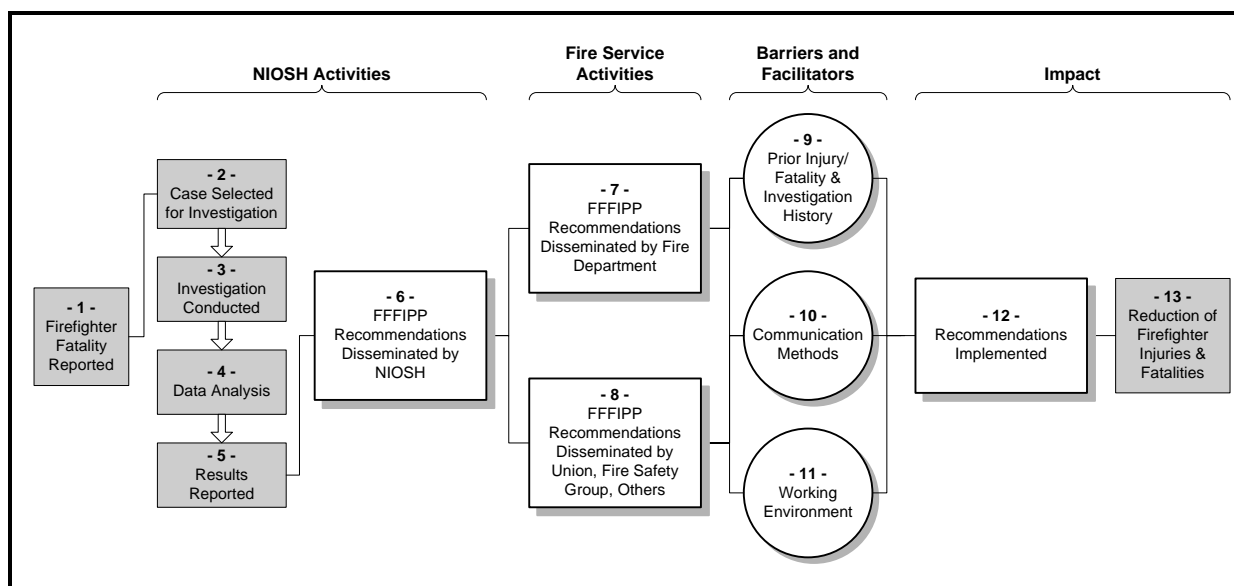 NIOSH Activities
Fire Service
Activities
Barriers and
Facilitators
Impact
- 1 -
Firefighter
Fatality
Reported
- 2 -
Case Selected
for Investigation
- 3 -
Investigation
Conducted
- 4 -
Data Analysis
- 5 -
Results
Reported
- 6 -
FFFIPP
Recommendations
Disseminated by
NIOSH
- 7 -
FFFIPP
Recommendations
Disseminated by Fire
Department
- 8 -
FFFIPP
Recommendations
Disseminated by
Union, Fire Safety
Group, Others
- 9 -
Prior Injury/
Fatality &
Investigation
History
- 10 -
Communication
Methods
- 11 -
Working
Environment
- 12 -
Recommendations
Implemented
- 13 -
Reduction of
Firefighter
Injuries &
Fatalities